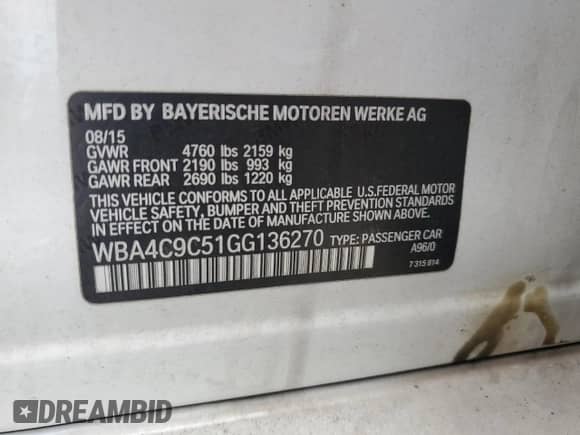 MFD BY BAYERISCHE MOTOREN WERKE AG
08/15
GVWR 4760 lbs 2159 kg
GAWR FRONT 2190 lbs 993 kg
GAWR REAR 2690 lbs 1220 kg
THIS VEHICLE CONFORMS TO ALL APPLICABLE U.S.FEDERAL MOTOR
VEHICLE SAFETY, BUMPER AND THEFT PREVENTION STANDARDS
IN EFFECT ON THE DATE OF MANUFACTURE SHOWN ABOVE.
WBA4C9C51GG136270 TYPE: PASSENGER CAR
A96/0
7 315 814
DREAMBID